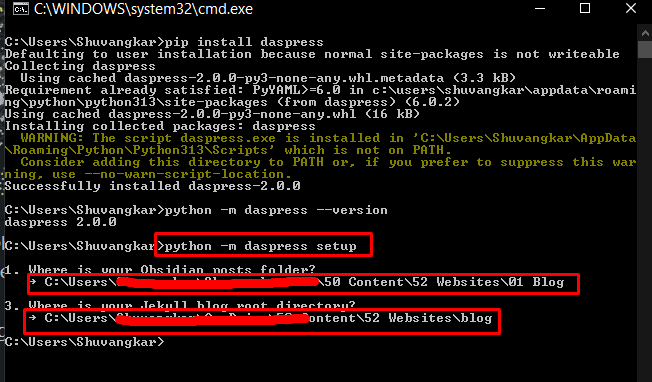 C:\WINDOWS\system32\cmd.exe
C:\Users\Shuvangkar>pip install daspress
Defaulting to user installation because normal site-packages is not writeable
Collecting daspress
Using cached daspress-2.0.0-py3-none-any.whl.metadata (3.3 kB)
Requirement already satisfied: PyYAML>=6.0 in c:\users\shuvangkar\appdata\roami
ng\python\python313\site-packages (from daspress) (6.0.2)
Using cached daspress-2.0.0-py3-none-any.whl (16 kB)
Installing collected packages: daspress
WARNING: The script daspress.exe is installed in 'C:\Users\Shuvangkar\AppData
\Roaming\Python\Python313\Scripts' which is not on PATH.
Consider adding this directory to PATH or, if you prefer to suppress this war
ning, use --no-warn-script-location.
Successfully installed daspress-2.0.0
C:\Users\Shuvangkar>python -m daspress --version
daspress 2.0.0
C:\Users\Shuvangkar>python -m daspress setup
1. Where is your Obsidian posts folder?
→ C:\Users\ \50 Content\52 Websites\01 Blog
3. Where is your Jekyll blog root directory?
→ C:\Users\ Content\52 Websites\blog
C:\Users\Shuvangkar>